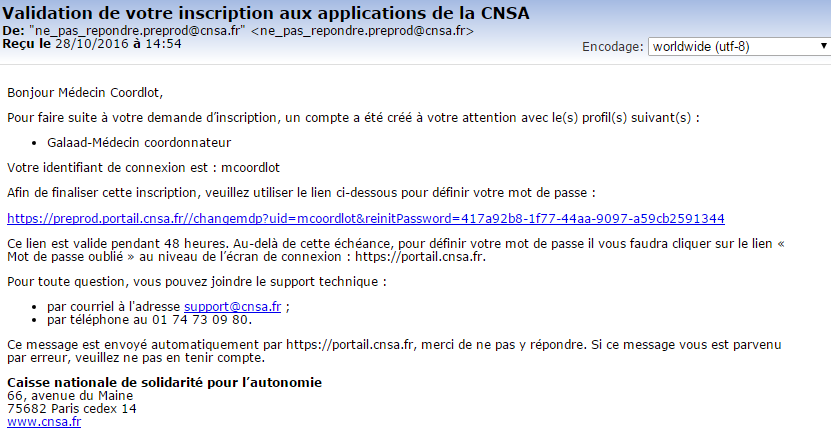 Validation de votre inscription aux applications de la CNSA
De: "ne_pas_repondre.preprod@cnsa.fr" <ne_pas_repondre.preprod@cnsa.fr>
Reçu le 28/10/2016 à 14:54
Encodage: worldwide (utf-8)
Bonjour Médecin Coordlot,
Pour faire suite à votre demande d’inscription, un compte a été créé à votre attention avec le(s) profil(s) suivant(s) :
• Galaad-Médecin coordonnateur
Votre identifiant de connexion est : mcoordlot
Afin de finaliser cette inscription, veuillez utiliser le lien ci-dessous pour définir votre mot de passe :
https://preprod.portail.cnsa.fr//changemdp?uid=mcoordlot&reinitPassword=417a92b8-1f77-44aa-9097-a59cb2591344
Ce lien est valide pendant 48 heures. Au-delà de cette échéance, pour définir votre mot de passe il vous faudra cliquer sur le lien «
Mot de passe oublié » au niveau de l’écran de connexion : https://portail.cnsa.fr.
Pour toute question, vous pouvez joindre le support technique :
• par courriel à l'adresse support@cnsa.fr ;
• par téléphone au 01 74 73 09 80.
Ce message est envoyé automatiquement par https://portail.cnsa.fr, merci de ne pas y répondre. Si ce message vous est parvenu
par erreur, veuillez ne pas en tenir compte.
Caisse nationale de solidarité pour l’autonomie
66, avenue du Maine
75682 Paris cedex 14
www.cnsa.fr